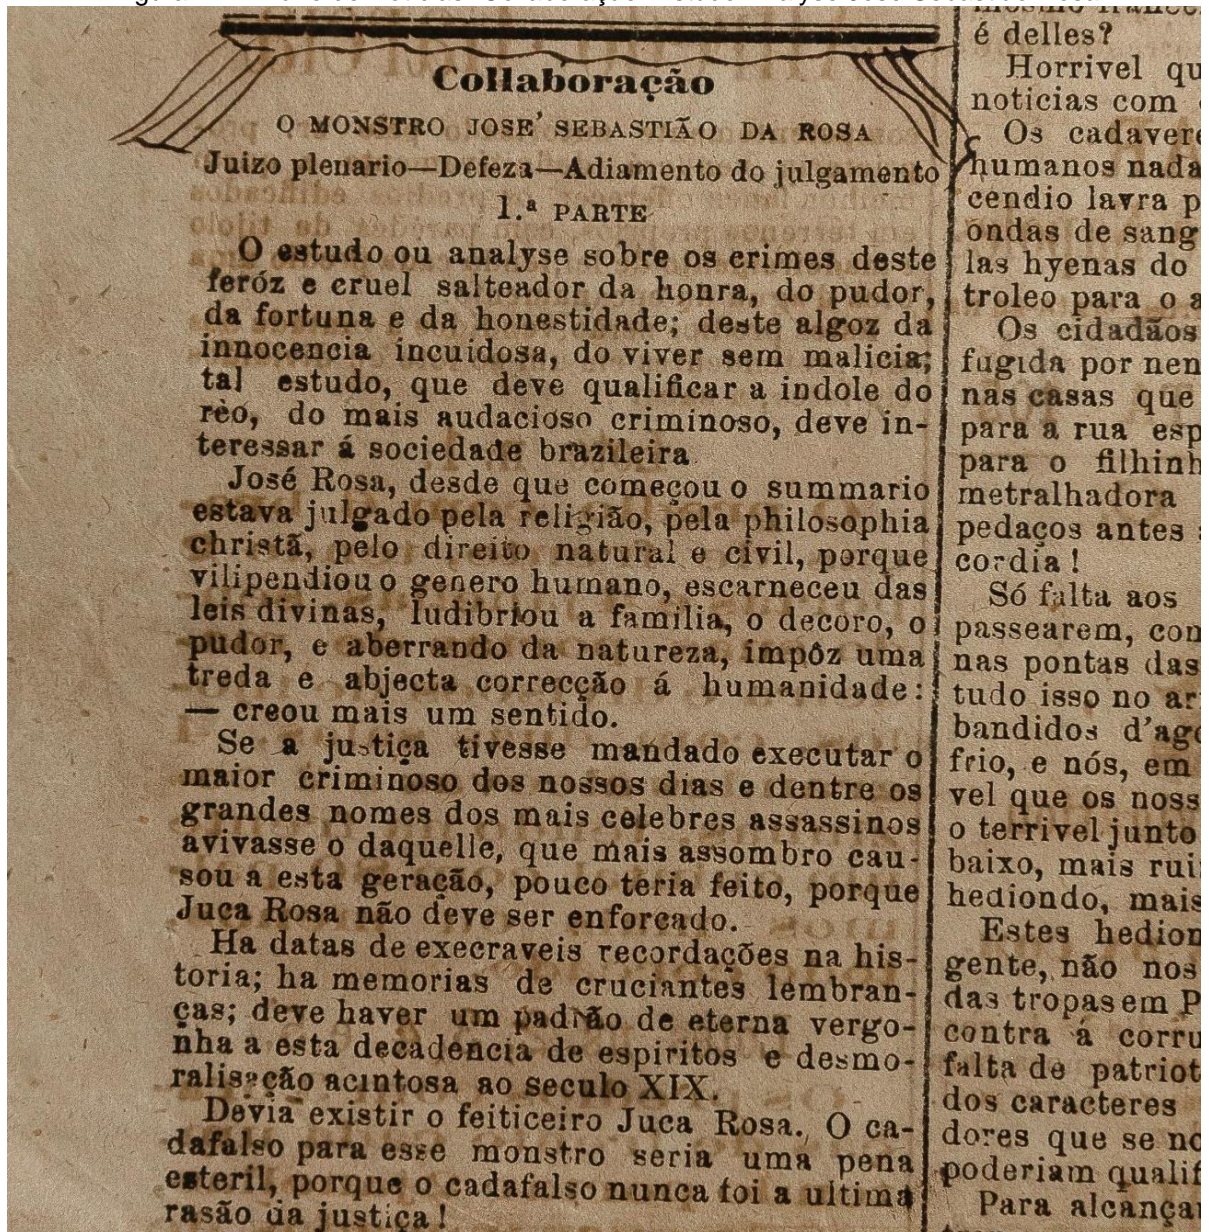 Collaboração
O MONSTRO JOSE' SEBASTIÃO DA ROSA
Juizo plenario—Defeza—Adiamento do julgamento
1.ª PARTE
O estudo ou analyse sobre os crimes deste
feróz e cruel salteador da honra, do pudor,
da fortuna e da honestidade; deste algoz da
innocencia incuidosa, do viver sem malicia;
tal estudo, que deve qualificar a indole do
rèo, do mais audacioso criminoso, deve in-
teressar á sociedade brazileira
José Rosa, desde que começou o summario
estava julgado pela religião, pela philosophia
christã, pelo direito natural e civil, porque
vilipendiou o genero humano, escarneceu das
leis divinas, ludibriou a familia, o decoro, o
pudor, e aberrando da natureza, impôz uma
treda e abjecta correcção á humanidade:
— creou mais um sentido.
Se a justiça tivesse mandado executar o
maior criminoso dos nossos dias e dentre os
grandes nomes dos mais celebres assassinos
avivasse o daquelle, que mais assombro cau-
sou a esta geração, pouco teria feito, porque
Juca Rosa não deve ser enforcado.
Ha datas de execraveis recordações na his-
toria; ha memorias de cruciantes lembran-
ças; deve haver um padrão de eterna vergo-
nha a esta decadencia de espiritos e desmo-
ralisação acintosa ao seculo XIX.
Devia existir o feiticeiro Juca Rosa. O ca-
dafalso para esse monstro seria uma pena
esteril, porque o cadafalso nunca foi a ultima
rasão da justiça!
é delles?
Horrivel qu
noticias com
Os cadavere
humanos nada
cendio lavra p
ondas de sang
las hyenas do
troleo para o a
Os cidadãos
fugida por nen
nas casas que
para a rua esp
para o filhinh
metralhadora
pedaços antes
cordia!
Só falta aos
passearem, con
nas pontas das
tudo isso no ar
bandidos d'ago
frio, e nós, em
vel que os noss
o terrivel junto
baixo, mais rui
hediondo, mais
Estes hedion
gente, não nos
das tropas em P
contra á corru
falta de patriot
dos caracteres
dores que se no
poderiam qualif
Para alcança